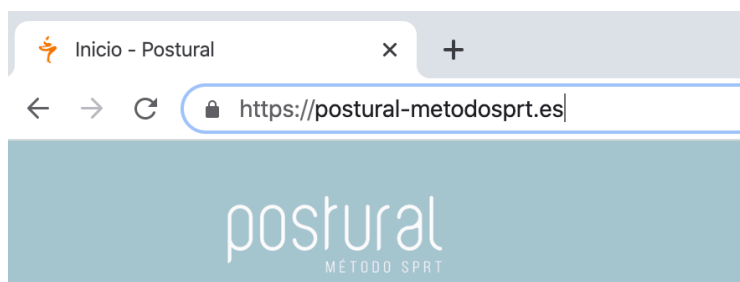 Inicio - Postural
https://postural-metodosprt.es
postural
MÉTODO SPRT